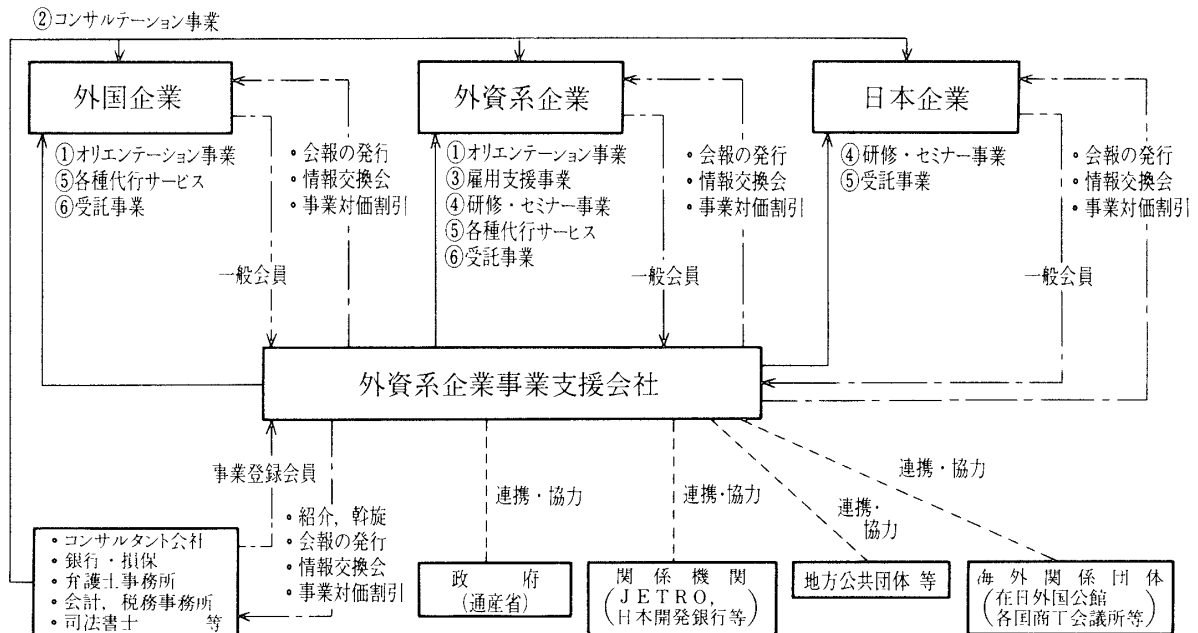 ②コンサルテーション事業
外国企業
外資系企業
日本企業
①オリエンテーション事業
⑤各種代行サービス
⑥受託事業
・会報の発行
・情報交換会
・事業対価割引
①オリエンテーション事業
③雇用支援事業
④研修・セミナー事業
⑤各種代行サービス
⑥受託事業
・会報の発行
・情報交換会
・事業対価割引
④研修・セミナー事業
⑤受託事業
・会報の発行
・情報交換会
・事業対価割引
一般会員
一般会員
一般会員
外資系企業事業支援会社
事業登録会員
・紹介，斡旋
・会報の発行
・情報交換会
・事業対価割引
連携・協力
連携・協力
連携・
協力
連携・協力
・コンサルタント会社
・銀行・損保
・弁護士事務所
・会計，税務事務所
・司法書士　等
政府
（通産省）
関係機関
（JETRO，
日本開発銀行等）
地方公共団体 等
海外関係団体
（在日外国公館
各国商工会議所等）